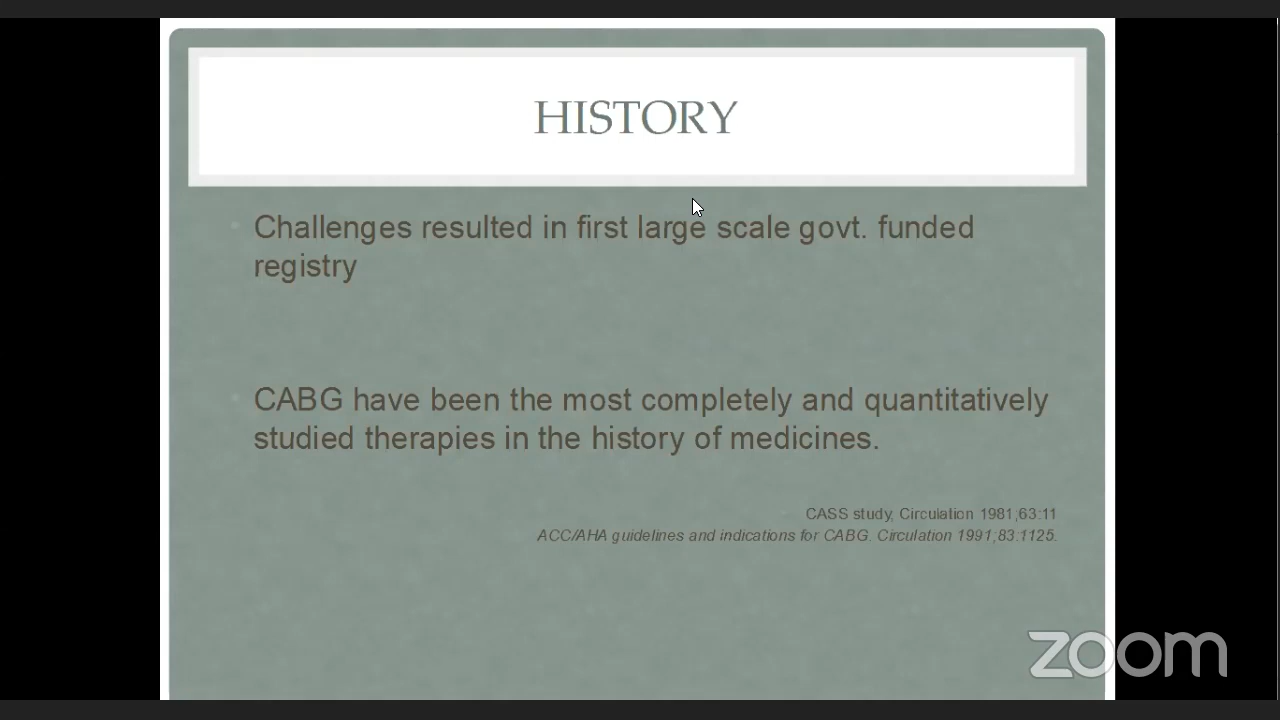 HISTORY
Challenges resulted in first large scale govt. funded
registry
CABG have been the most completely and quantitatively
studied therapies in the history of medicines.
CASS study, Circulation 1981,63:11
ACC/AHA guidelines and indications for CABG. Circulation 1991,83:1125.
zoom